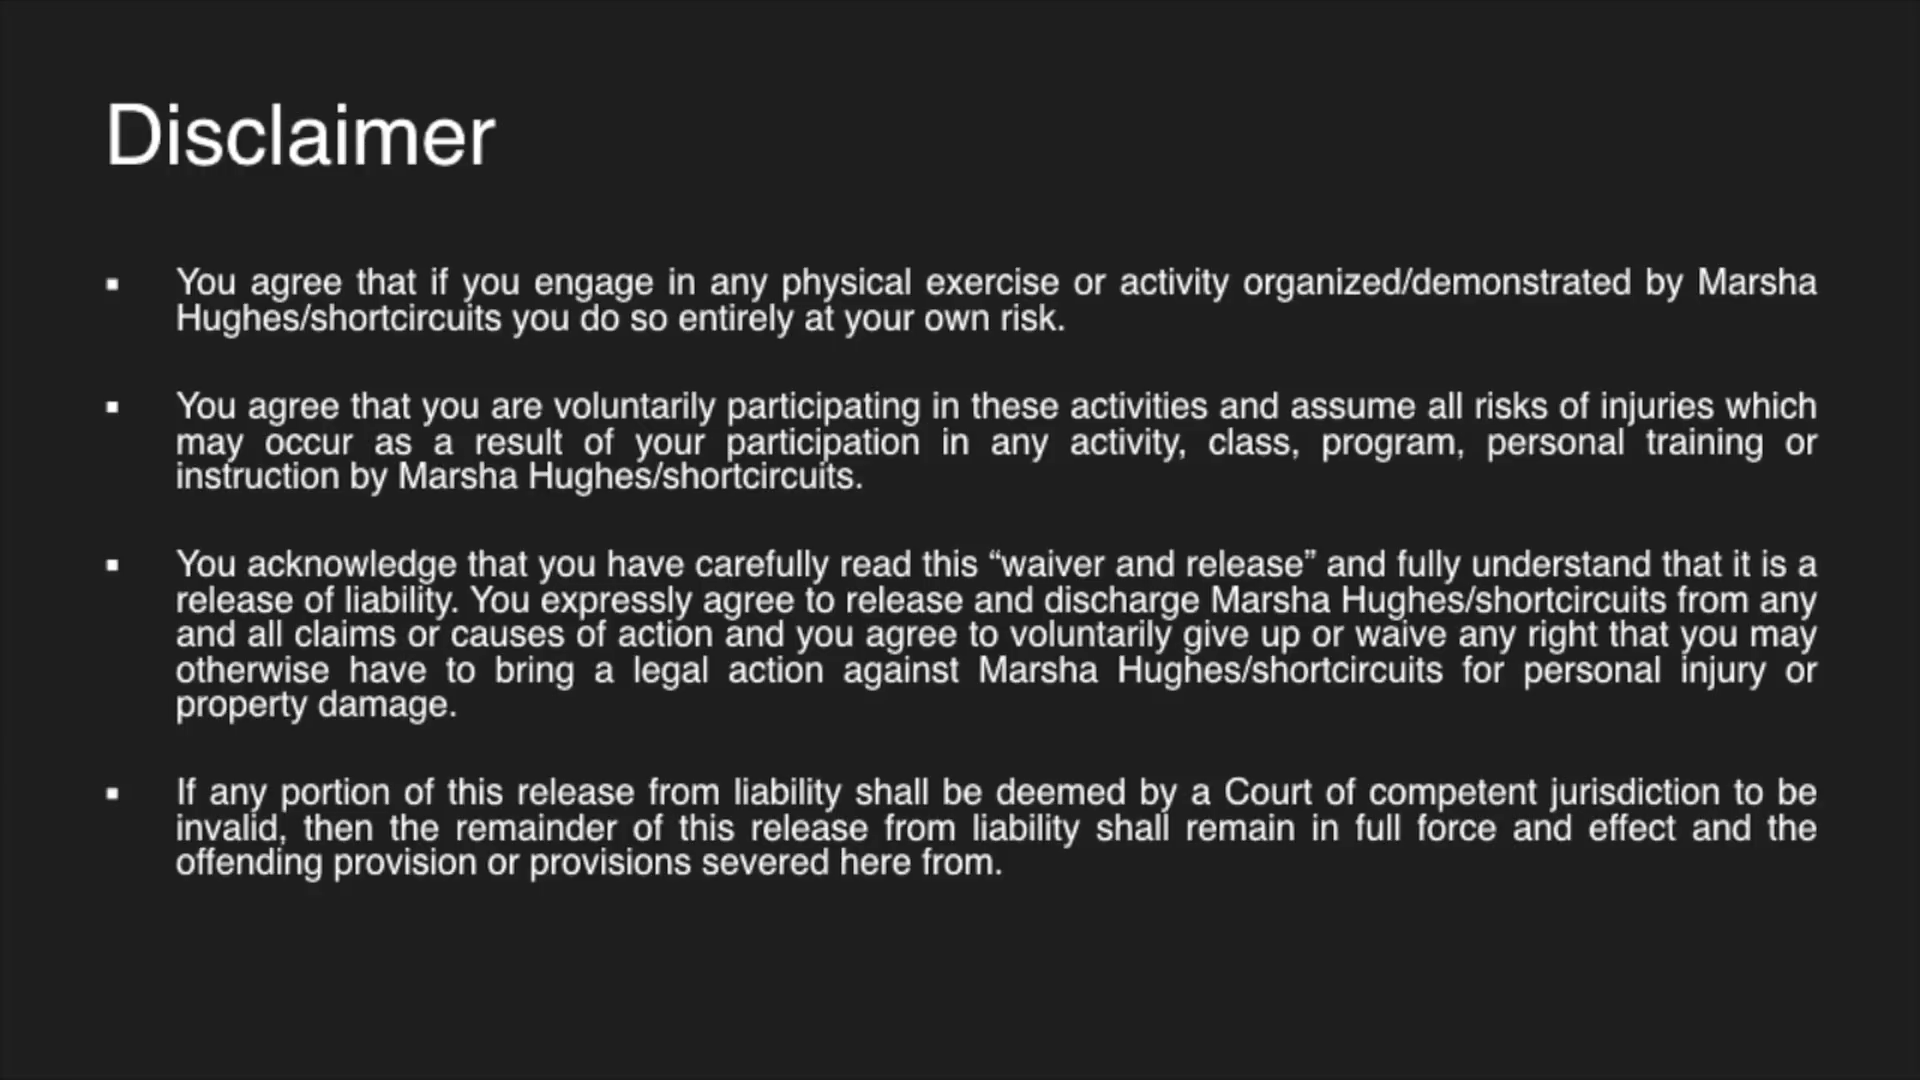 Disclaimer
▪ You agree that if you engage in any physical exercise or activity organized/demonstrated by Marsha
Hughes/shortcircuits you do so entirely at your own risk.
▪ You agree that you are voluntarily participating in these activities and assume all risks of injuries which
may occur as a result of your participation in any activity, class, program, personal training or
instruction by Marsha Hughes/shortcircuits.
▪ You acknowledge that you have carefully read this “waiver and release” and fully understand that it is a
release of liability. You expressly agree to release and discharge Marsha Hughes/shortcircuits from any
and all claims or causes of action and you agree to voluntarily give up or waive any right that you may
otherwise have to bring a legal action against Marsha Hughes/shortcircuits for personal injury or
property damage.
▪ If any portion of this release from liability shall be deemed by a Court of competent jurisdiction to be
invalid, then the remainder of this release from liability shall remain in full force and effect and the
offending provision or provisions severed here from.